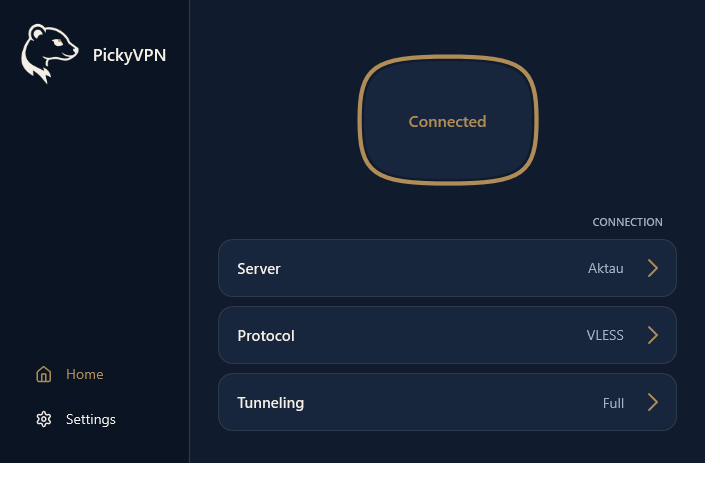 PickyVPN
Connected
CONNECTION
Server Aktau
Protocol VLESS
Tunneling Full
Home
Settings